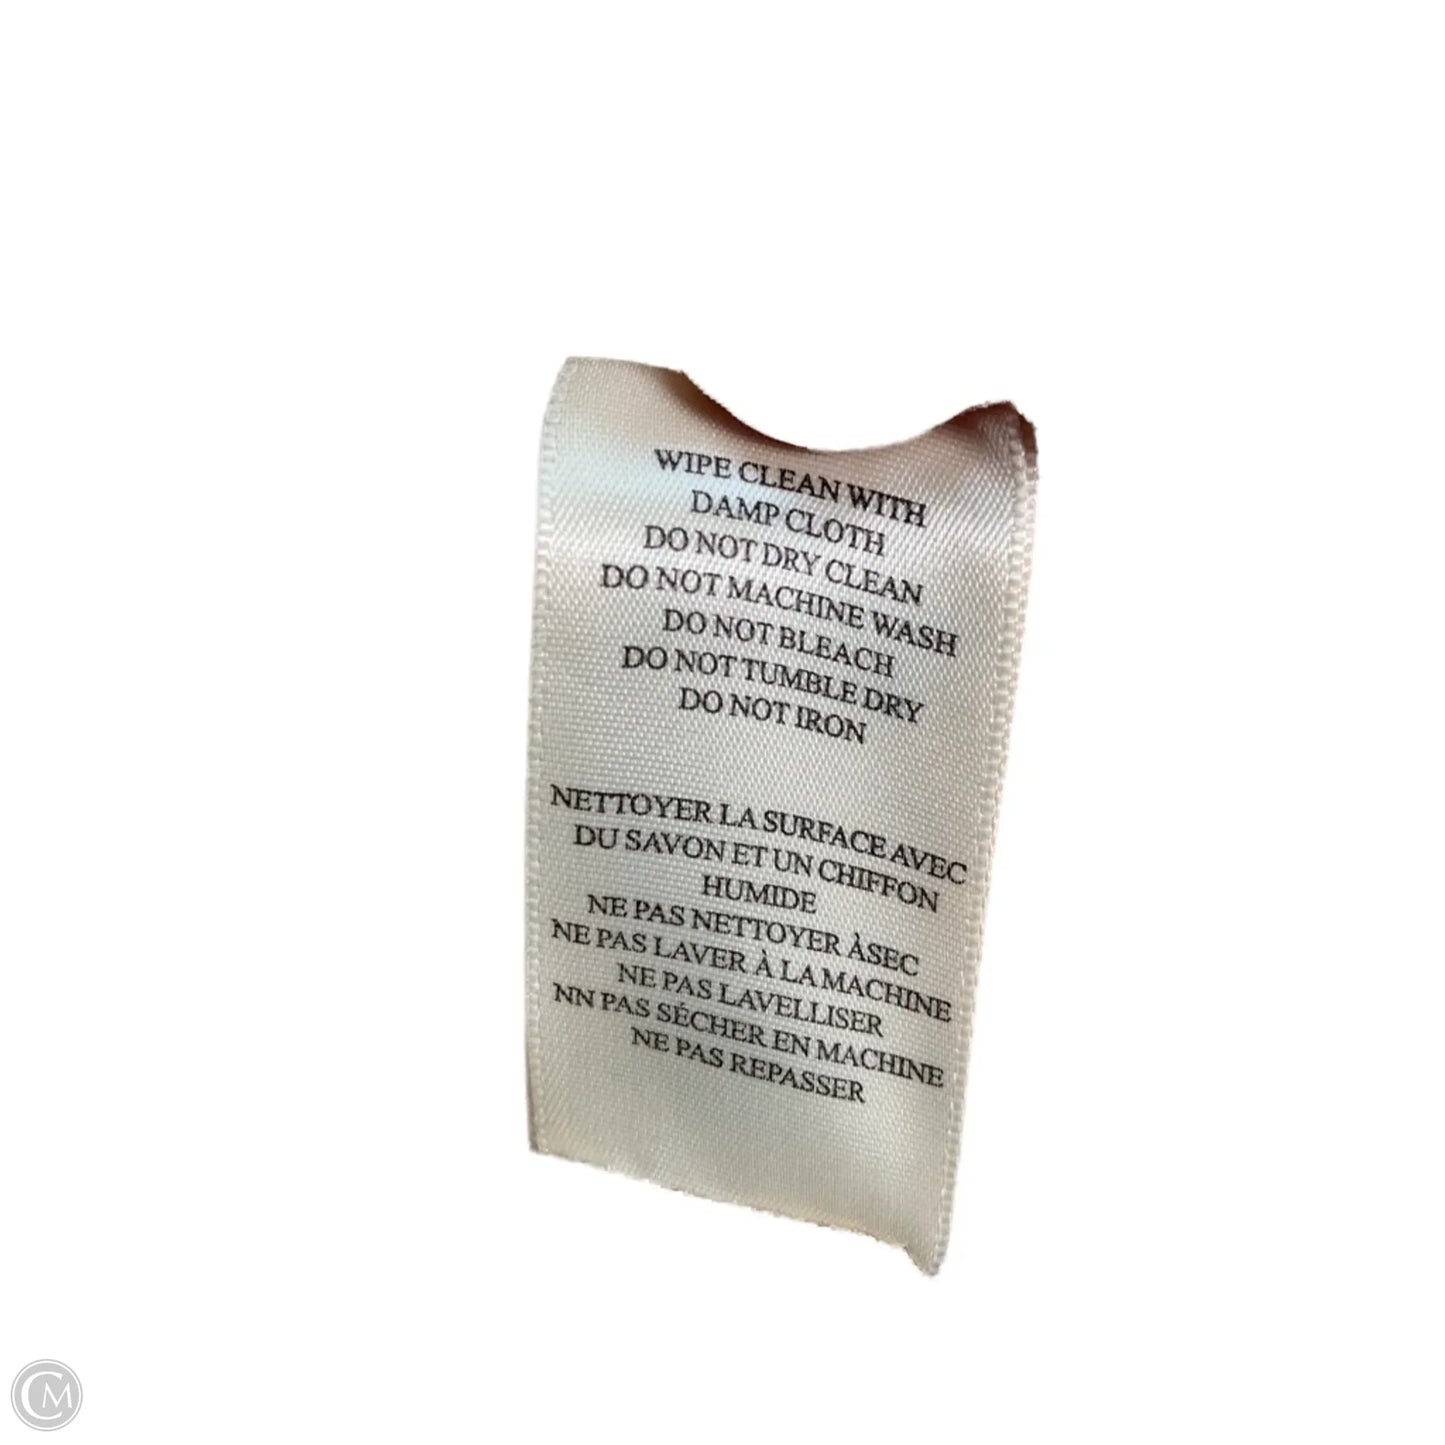 WIPE CLEAN WITH
DAMP CLOTH
DO NOT DRY CLEAN
DO NOT MACHINE WASH
DO NOT BLEACH
DO NOT TUMBLE DRY
DO NOT IRON
NETTOYER LA SURFACE AVEC
DU SAVON ET UN CHIFFON
HUMIDE
NE PAS NETTOYER ÀSEC
NE PAS LAVER À LA MACHINE
NE PAS LAVELLISER
NN PAS SÉCHER EN MACHINE
NE PAS REPASSER
CM